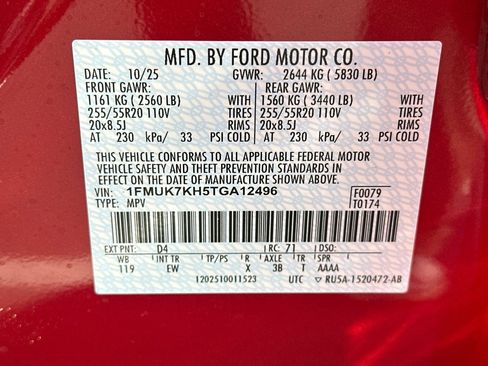 MFD. BY FORD MOTOR CO.
DATE: 10/25 GVWR: 2644 KG ( 5830 LB)
FRONT GAWR: REAR GAWR:
1161 KG ( 2560 LB) WITH 1560 KG ( 3440 LB) WITH
255/55R20 110V TIRES 255/55R20 110V TIRES
20x8.5J RIMS 20x8.5J RIMS
AT 230 kPa/ 33 PSI COLD AT 230 kPa/ 33 PSI COLD
THIS VEHICLE CONFORMS TO ALL APPLICABLE FEDERAL MOTOR
VEHICLE SAFETY AND THEFT PREVENTION STANDARDS IN
EFFECT ON THE DATE OF MANUFACTURE SHOWN ABOVE.
VIN: 1FMUK7KH5TGA12496 F0079
TYPE: MPV T0174
EXT PNT: D4 RC: 71 DSO:
WB INT TR TP/PS R AXLE TR SPR
119 EW X 3B T AAAA
1202510011523 UTC RU5A-1520472-AB